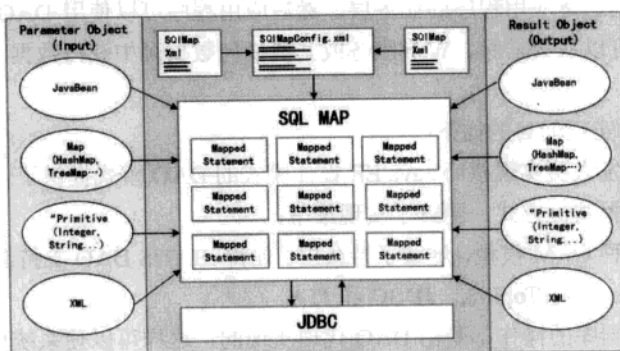 Parameter Object
(Input)
JavaBean
Map
(HashMap,
TreeMap…)
"Primitive
(Integer,
String...)
XML
SQlMap
Xml
SQlMapConfig.xml
SQlMap
Xml
SQL MAP
Mapped
Statement
Mapped
Statement
Mapped
Statement
Mapped
Statement
Mapped
Statement
Mapped
Statement
Mapped
Statement
Mapped
Statement
Mapped
Statement
JDBC
Result Object
(Output)
JavaBean
Map
(HashMap,
TreeMap…)
"Primitive
(Integer,
String...)
XML